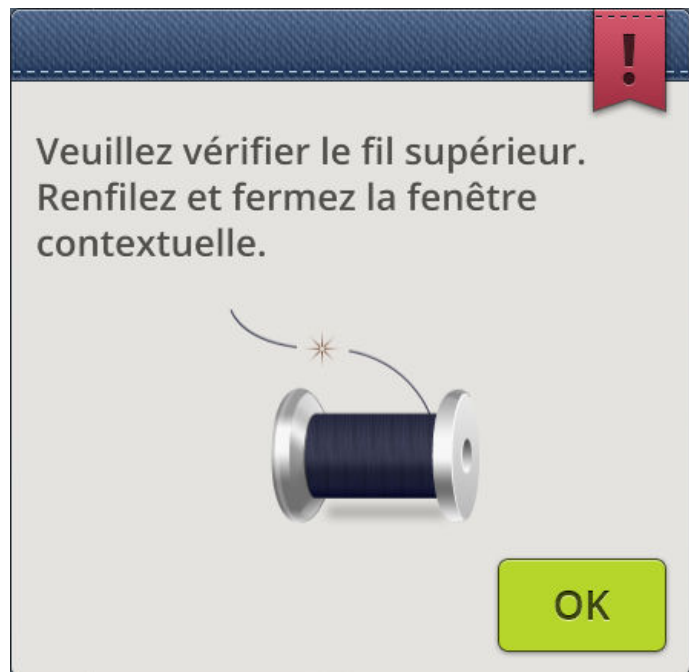 !
Veuillez vérifier le fil supérieur.
Renfilez et fermez la fenêtre
contextuelle.
OK